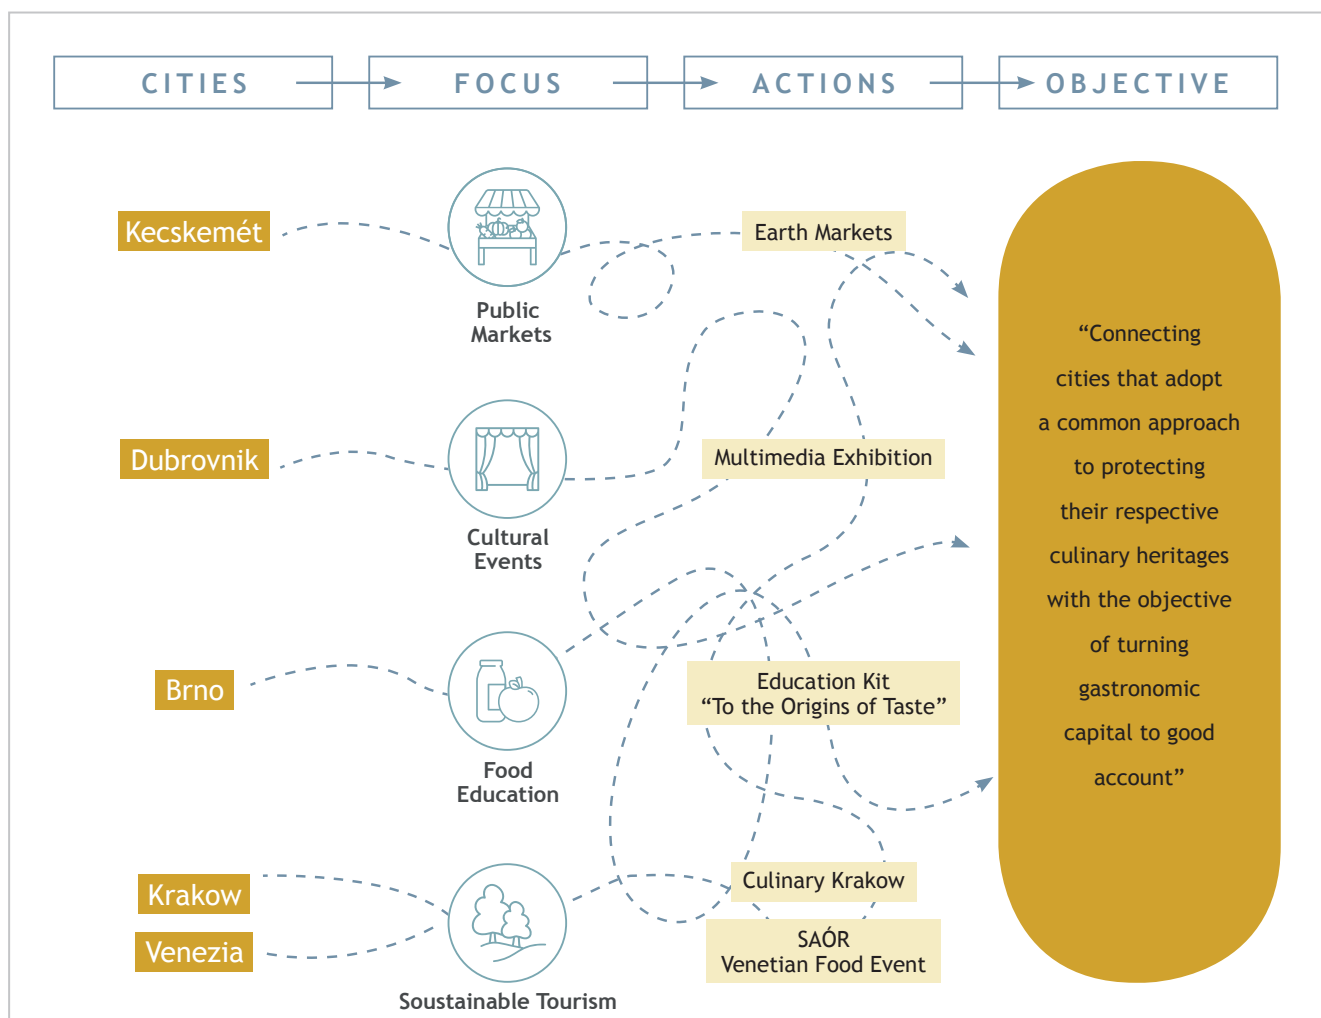 CITIES
FOCUS
ACTIONS
OBJECTIVE
Kecskemét
Public
Markets
Earth Markets
Dubrovnik
Cultural
Events
Multimedia Exhibition
Brno
Food
Education
Education Kit
“To the Origins of Taste”
Krakow
Venezia
Soustainable Tourism
Culinary Krakow
SAÓR
Venetian Food Event
“Connecting
cities that adopt
a common approach
to protecting
their respective
culinary heritages
with the objective
of turning
gastronomic
capital to good
account”